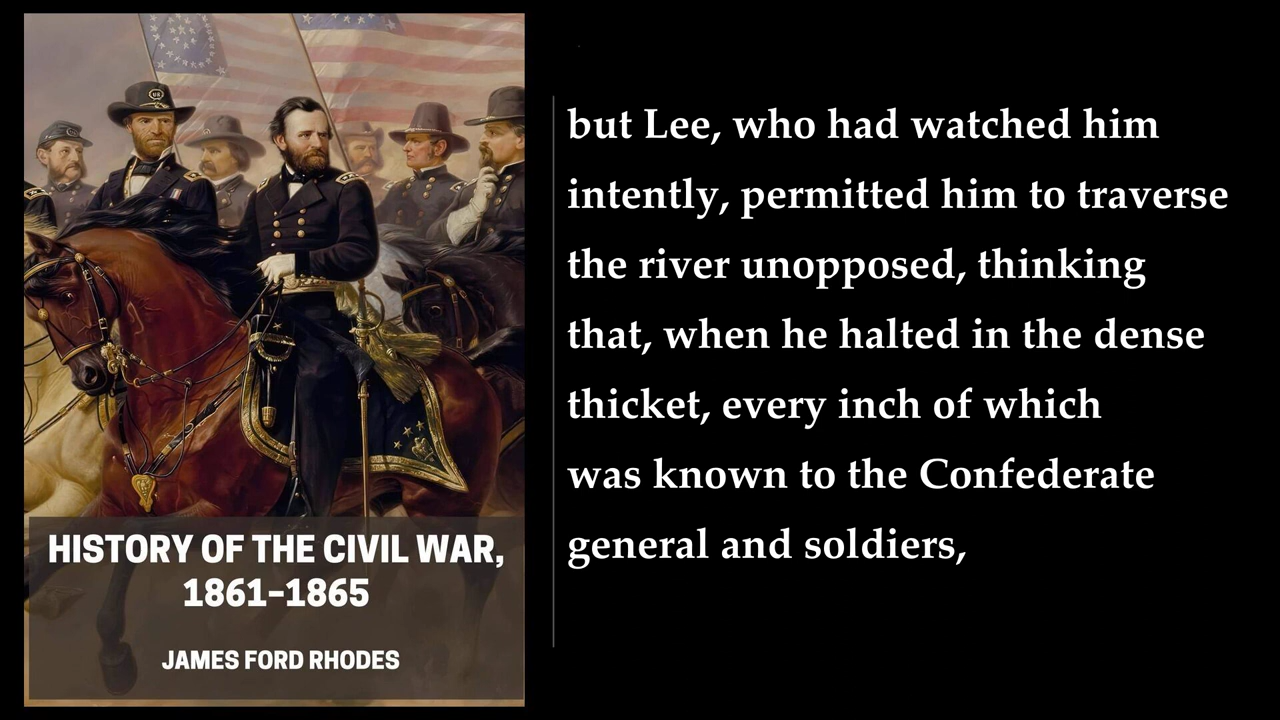 HISTORY OF THE CIVIL WAR,
1861–1865
JAMES FORD RHODES
but Lee, who had watched him
intently, permitted him to traverse
the river unopposed, thinking
that, when he halted in the dense
thicket, every inch of which
was known to the Confederate
general and soldiers,